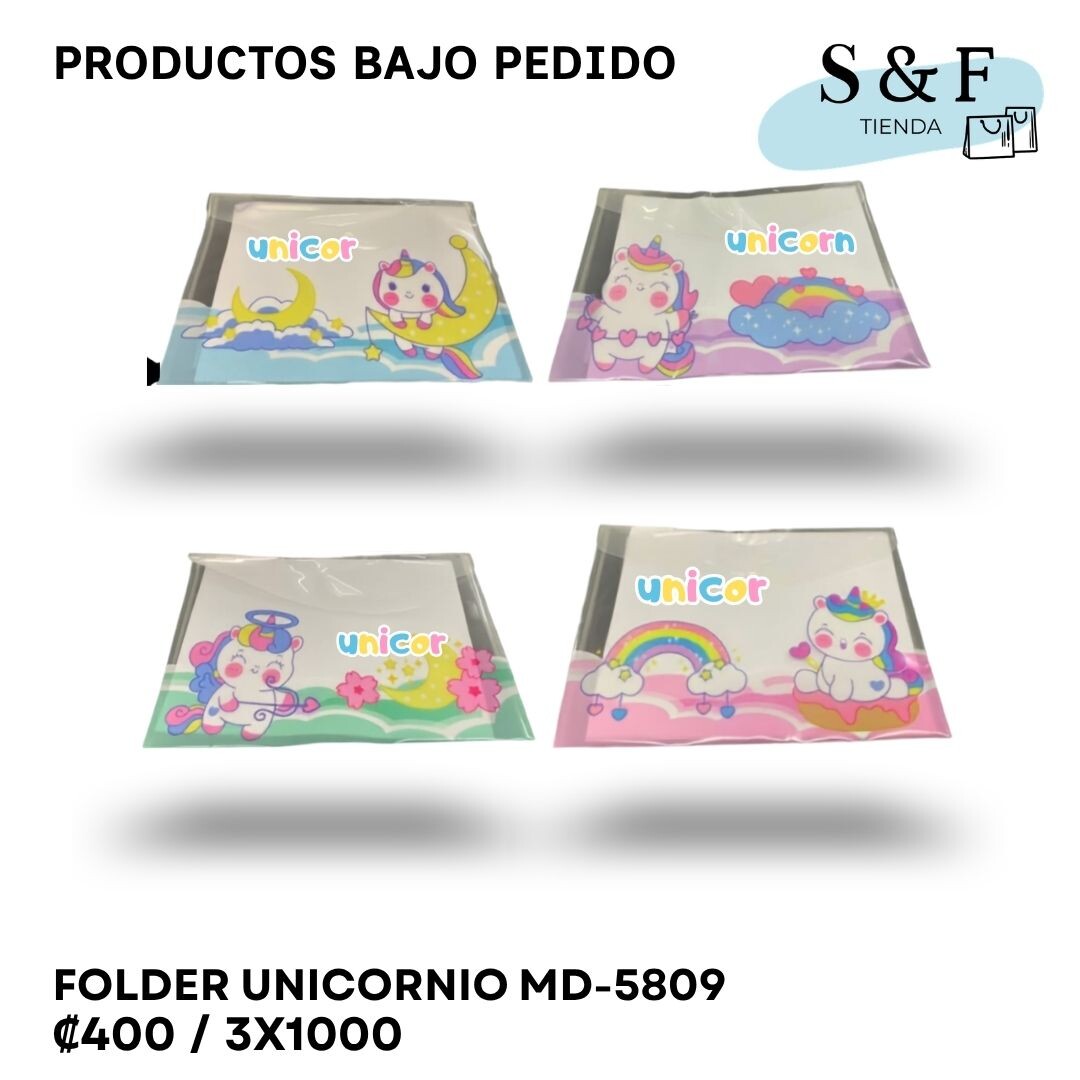 PRODUCTOS BAJO PEDIDO
S & F
TIENDA
unicor
unicorn
unicor
unicor
FOLDER UNICORNIO MD-5809
₡400 / 3X1000